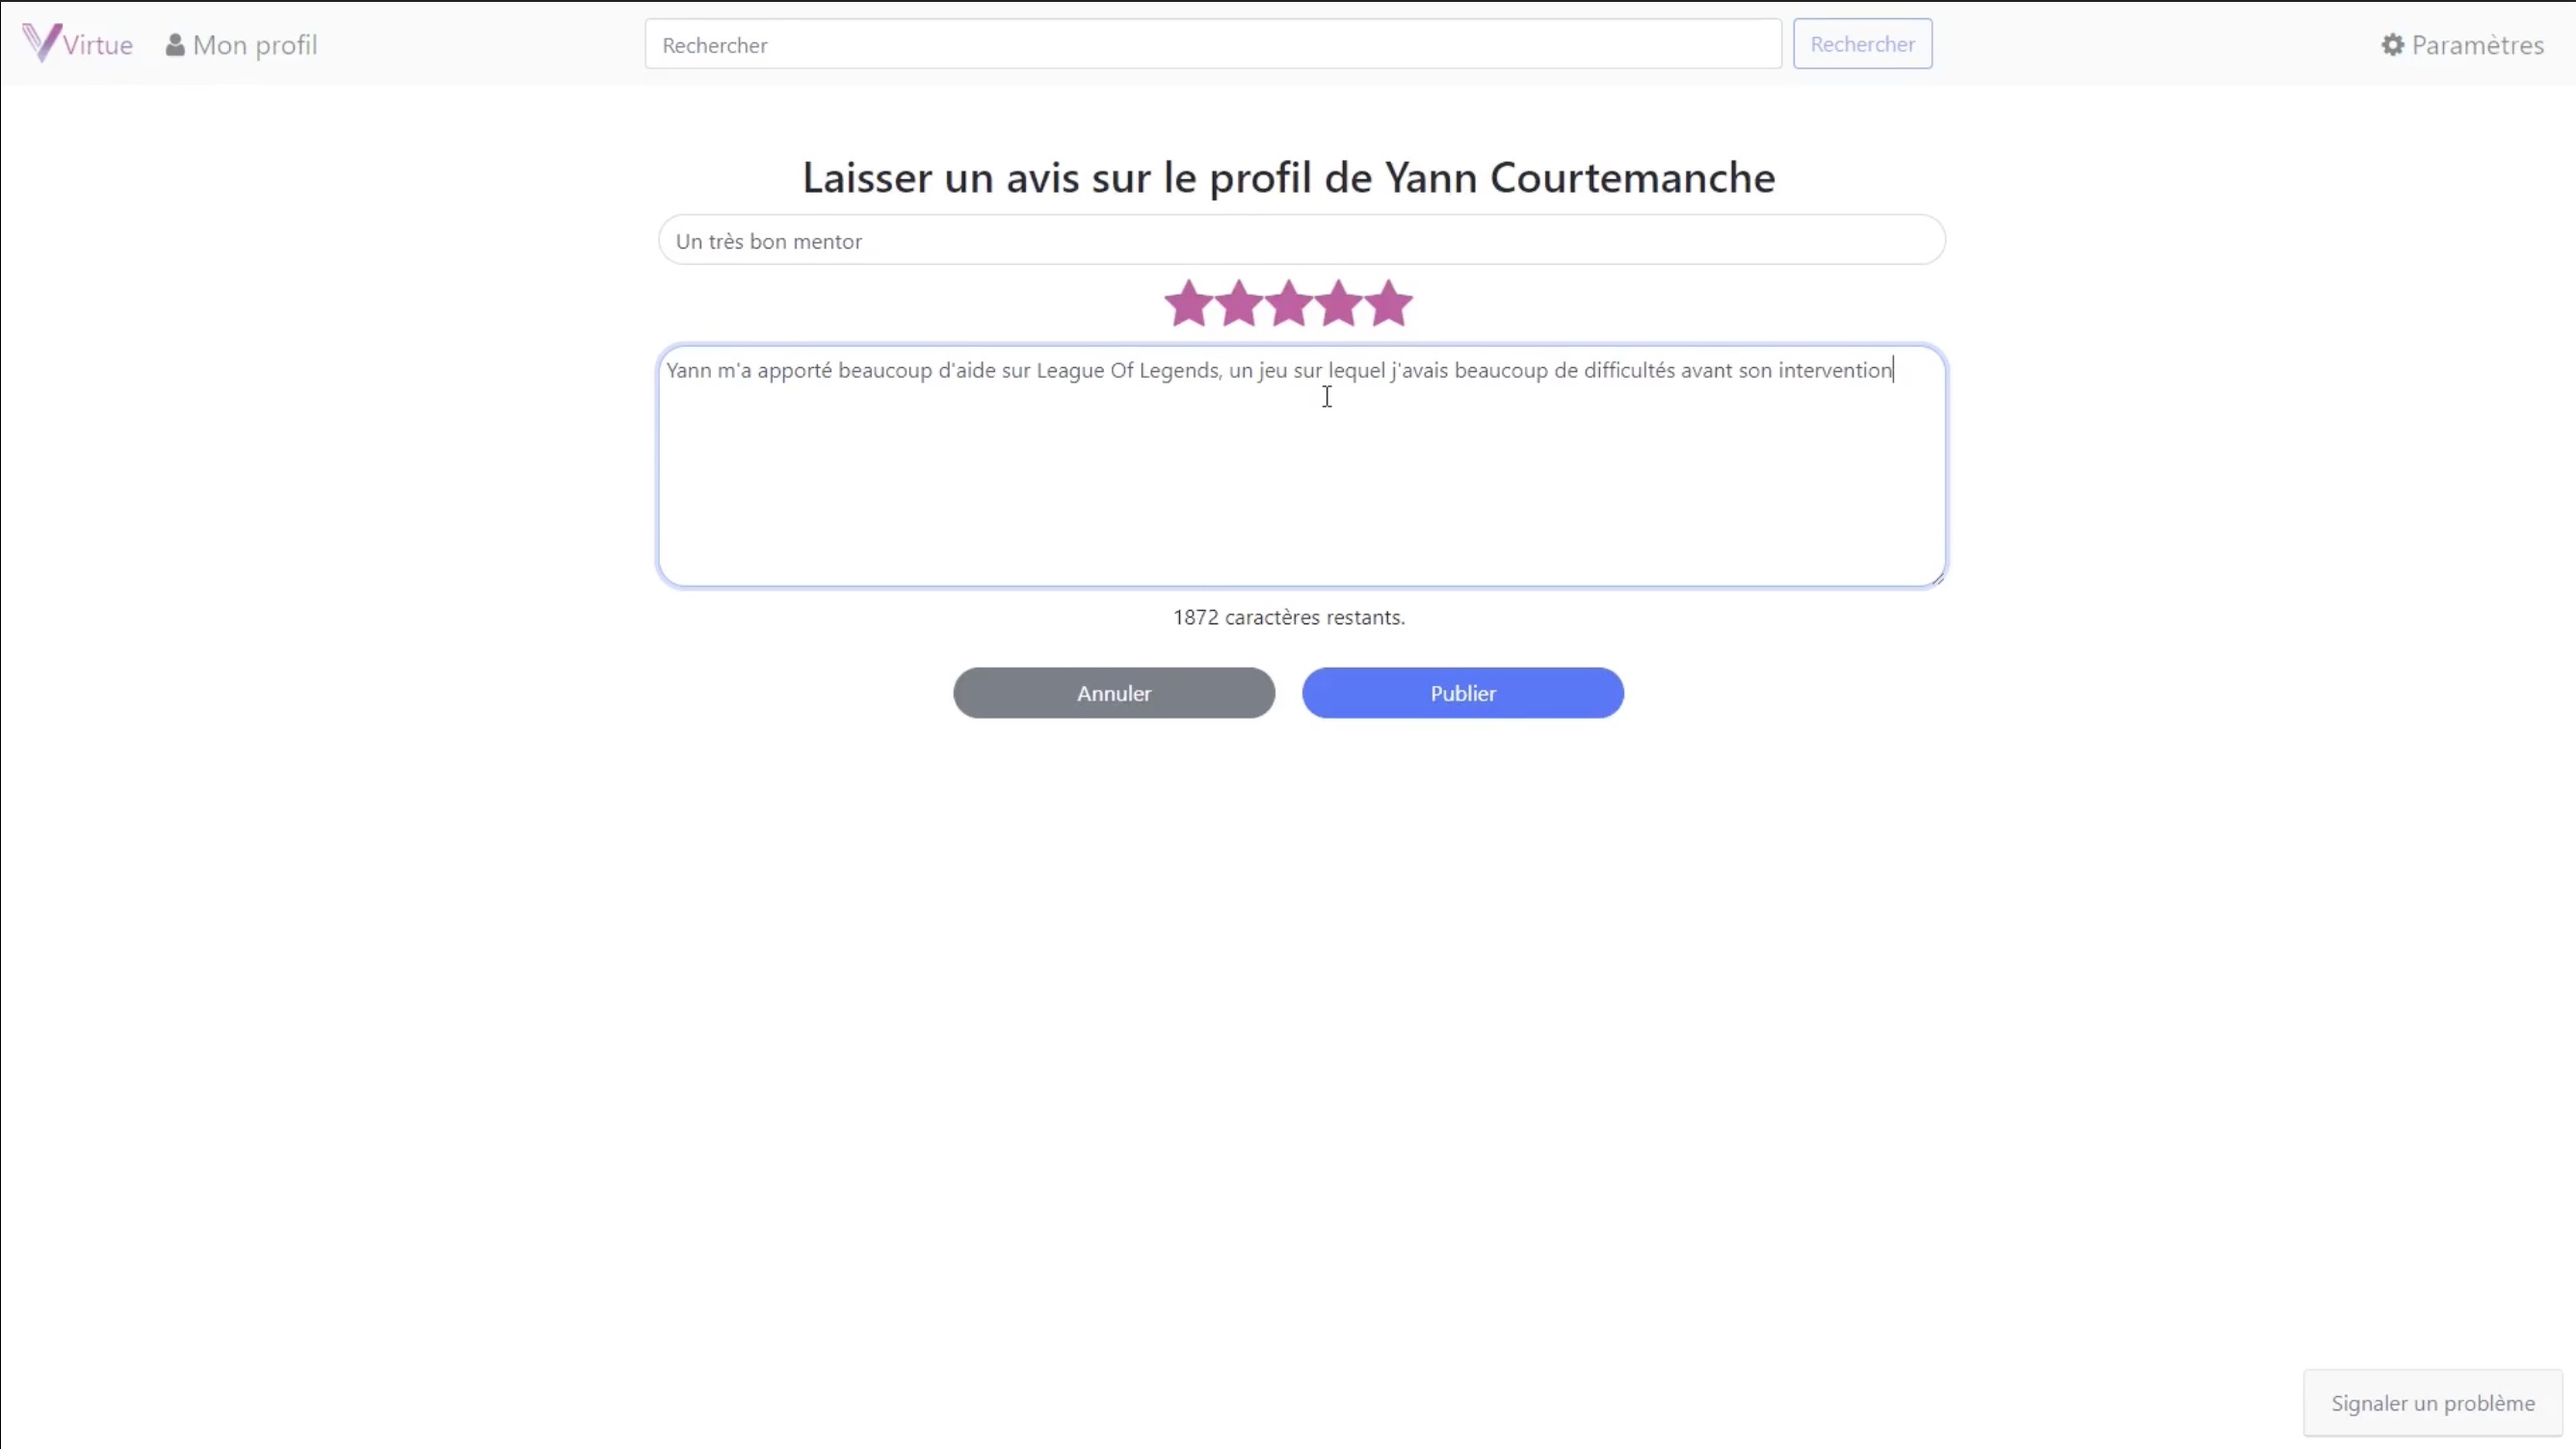 Virtue
Mon profil
Rechercher
Rechercher
Paramètres
Laisser un avis sur le profil de Yann Courtemanche
Un très bon mentor
Yann m'a apporté beaucoup d'aide sur League Of Legends, un jeu sur lequel j'avais beaucoup de difficultés avant son intervention
1872 caractères restants.
Annuler
Publier
Signaler un problème